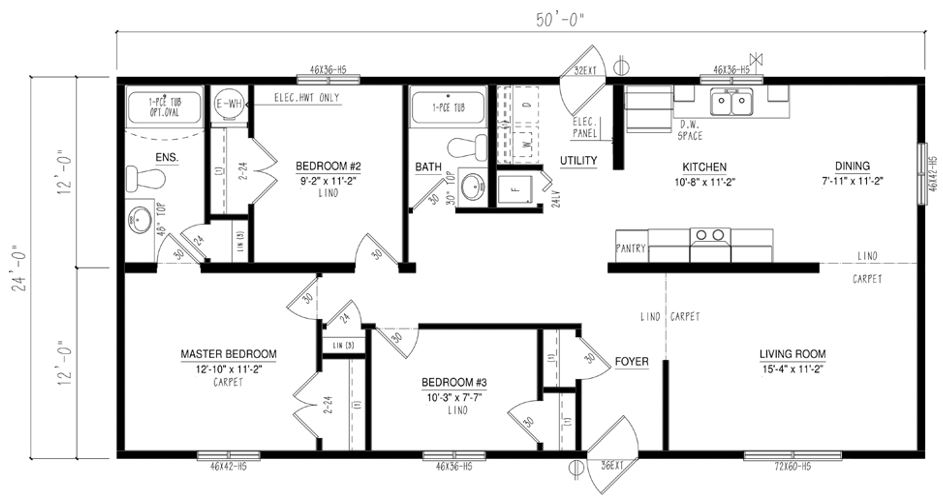 50'-0"
46X36-H5
32EXT
46X36-H5
1-PCE TUB
OPT.OVAL
E-WH
ELEC.HWT ONLY
1-PCE TUB
D
W
ELEC.
PANEL
D.W.
SPACE
12'-0"
24'-0"
12'-0"
ENS.
(1)
2-24
BEDROOM #2
9'-2" x 11'-2"
LINO
BATH
30" TOP
30
UTILITY
F
24LV
KITCHEN
10'-8" x 11'-2"
DINING
7'-11" x 11'-2"
46X42-H5
48" TOP
30
24
LIN (3)
30
PANTRY
LINO
CARPET
30
24
LIN (3)
30
LINO
CARPET
MASTER BEDROOM
12'-10" x 11'-2"
CARPET
2-24
(1)
BEDROOM #3
10'-3" x 7'-7"
LINO
(1)
30
30
(1)
FOYER
LIVING ROOM
15'-4" x 11'-2"
46X42-H5
46X36-H5
36EXT
72X60-H5